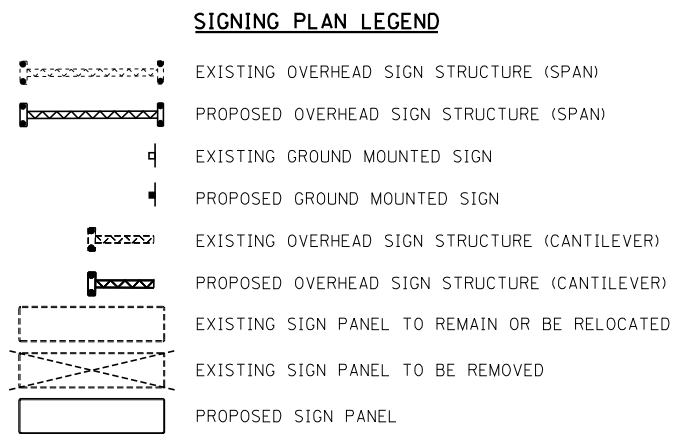 SIGNING PLAN LEGEND
EXISTING OVERHEAD SIGN STRUCTURE (SPAN)
PROPOSED OVERHEAD SIGN STRUCTURE (SPAN)
EXISTING GROUND MOUNTED SIGN
PROPOSED GROUND MOUNTED SIGN
EXISTING OVERHEAD SIGN STRUCTURE (CANTILEVER)
PROPOSED OVERHEAD SIGN STRUCTURE (CANTILEVER)
EXISTING SIGN PANEL TO REMAIN OR BE RELOCATED
EXISTING SIGN PANEL TO BE REMOVED
PROPOSED SIGN PANEL